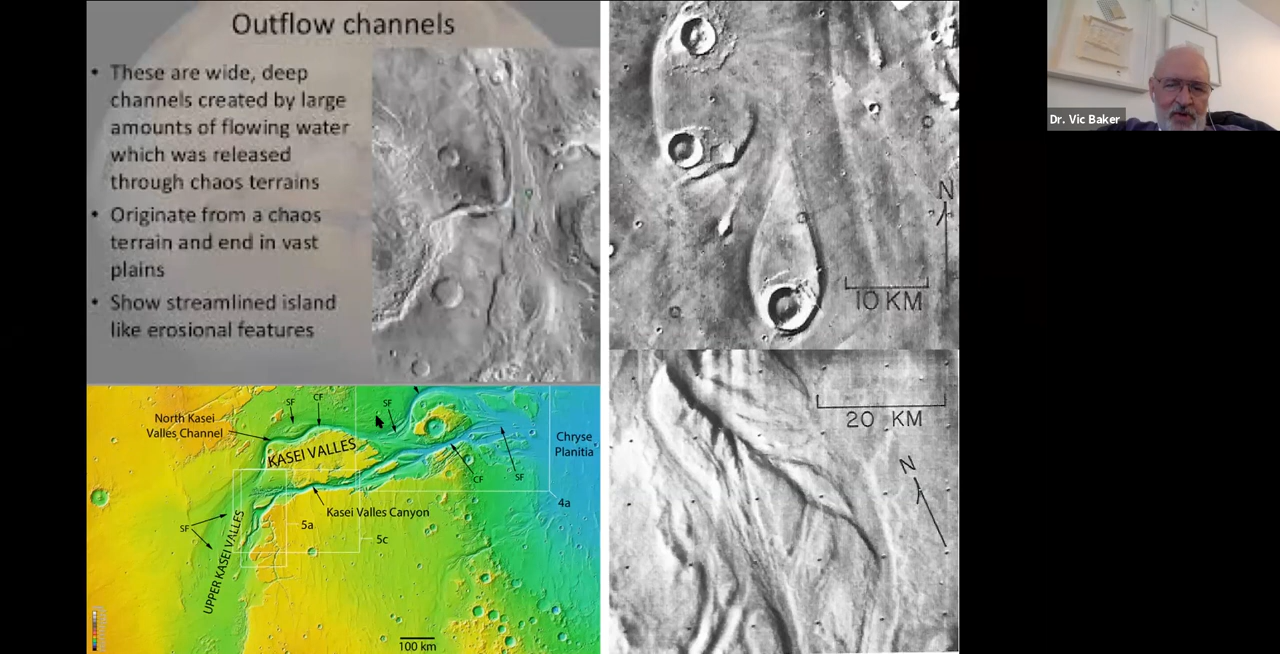 Outflow channels
• These are wide, deep
channels created by large
amounts of flowing water
which was released
through chaos terrains
• Originate from a chaos
terrain and end in vast
plains
• Show streamlined island
like erosional features
N
10 KM
Dr. Vic Baker
SF
CF
SF
North Kasei
Valles Channel
KASEI VALLES
Chryse
Planitia
CF
SF
4a
Kasei Valles Canyon
5a
SF
5c
UPPER KASEI VALLES
100 km
20 KM
N